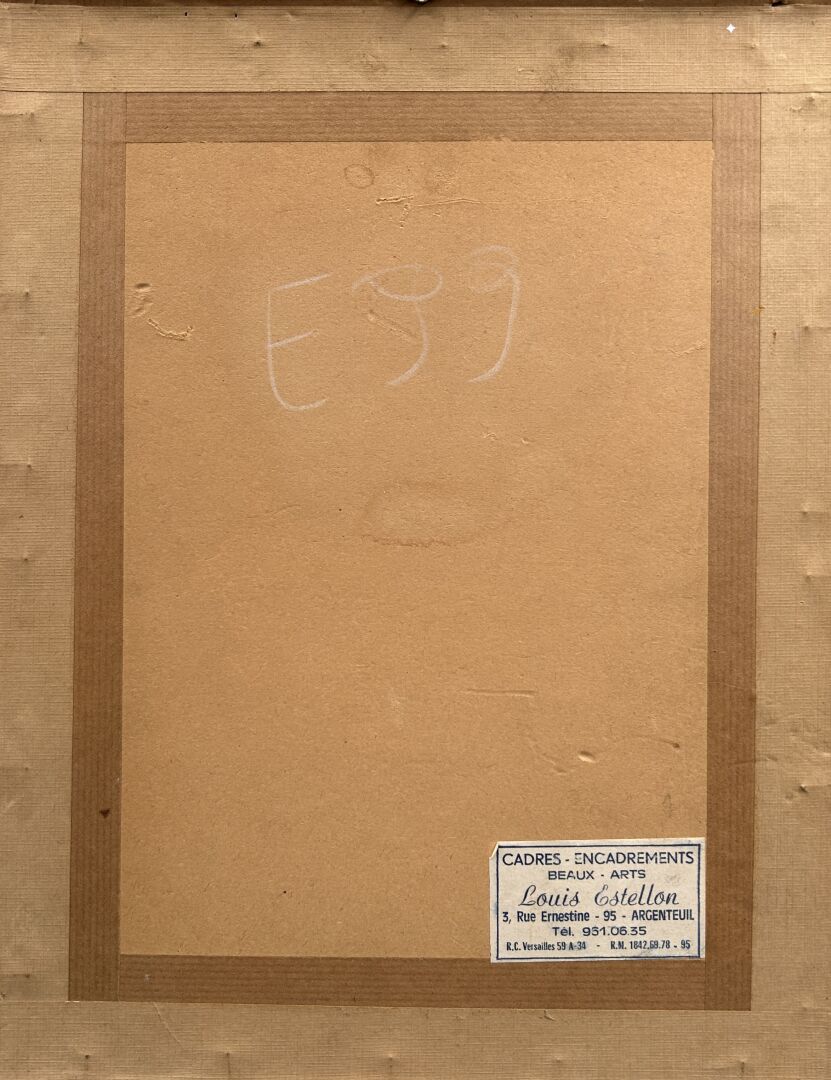 E99
CADRES - ENCADREMENTS
BEAUX - ARTS
Louis Estellon
3, Rue Ernestine - 95 - ARGENTEUIL
Tél. 961.06.35
R.C. Versailles 59 A-34 - R.M. 1842.69.78 - 95